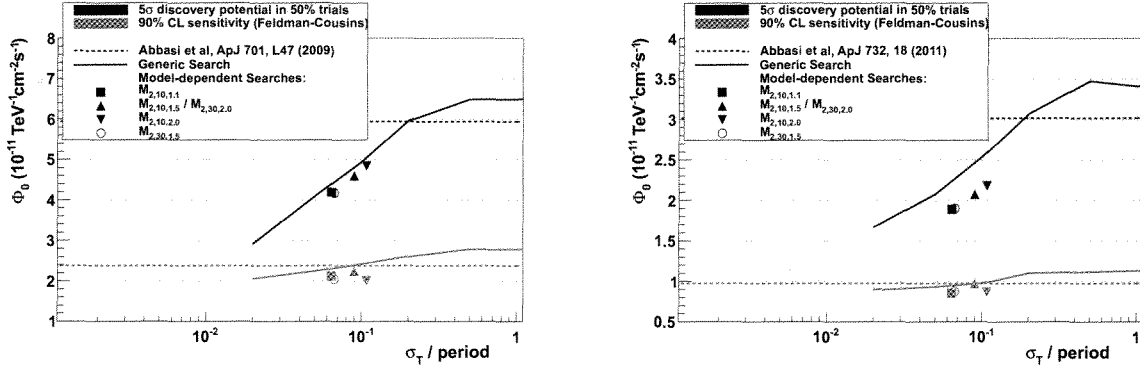 5σ discovery potential in 50% trials
90% CL sensitivity (Feldman-Cousins)
Abbasi et al, ApJ 701, L47 (2009)
Generic Search
Model-dependent Searches:
M2,10,1.1
M2,10,1.5 / M2,30,2.0
M2,10,2.0
M2,30,1.5
Φ0 (10-11 TeV-1cm-2s-1)
8
7
6
5
4
3
2
1
10-2
10-1
1
σT / period
5σ discovery potential in 50% trials
90% CL sensitivity (Feldman-Cousins)
Abbasi et al, ApJ 732, 18 (2011)
Generic Search
Model-dependent Searches:
M2,10,1.1
M2,10,1.5 / M2,30,2.0
M2,10,2.0
M2,30,1.5
Φ0 (10-11 TeV-1cm-2s-1)
4
3.5
3
2.5
2
1.5
1
0.5
10-2
10-1
1
σT / period